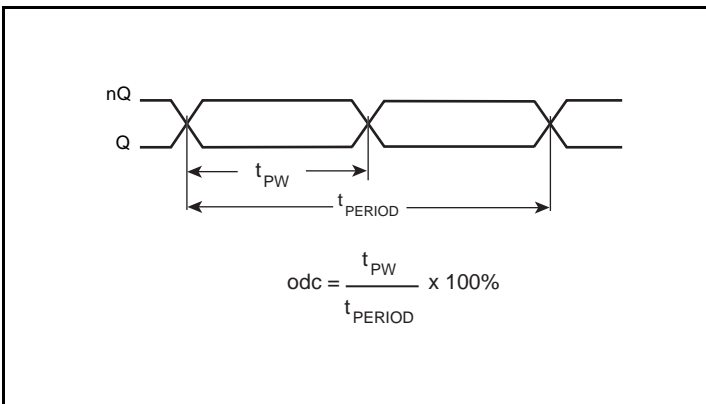 nQ
Q
tPW
tPERIOD
odc = tPW / tPERIOD x 100%